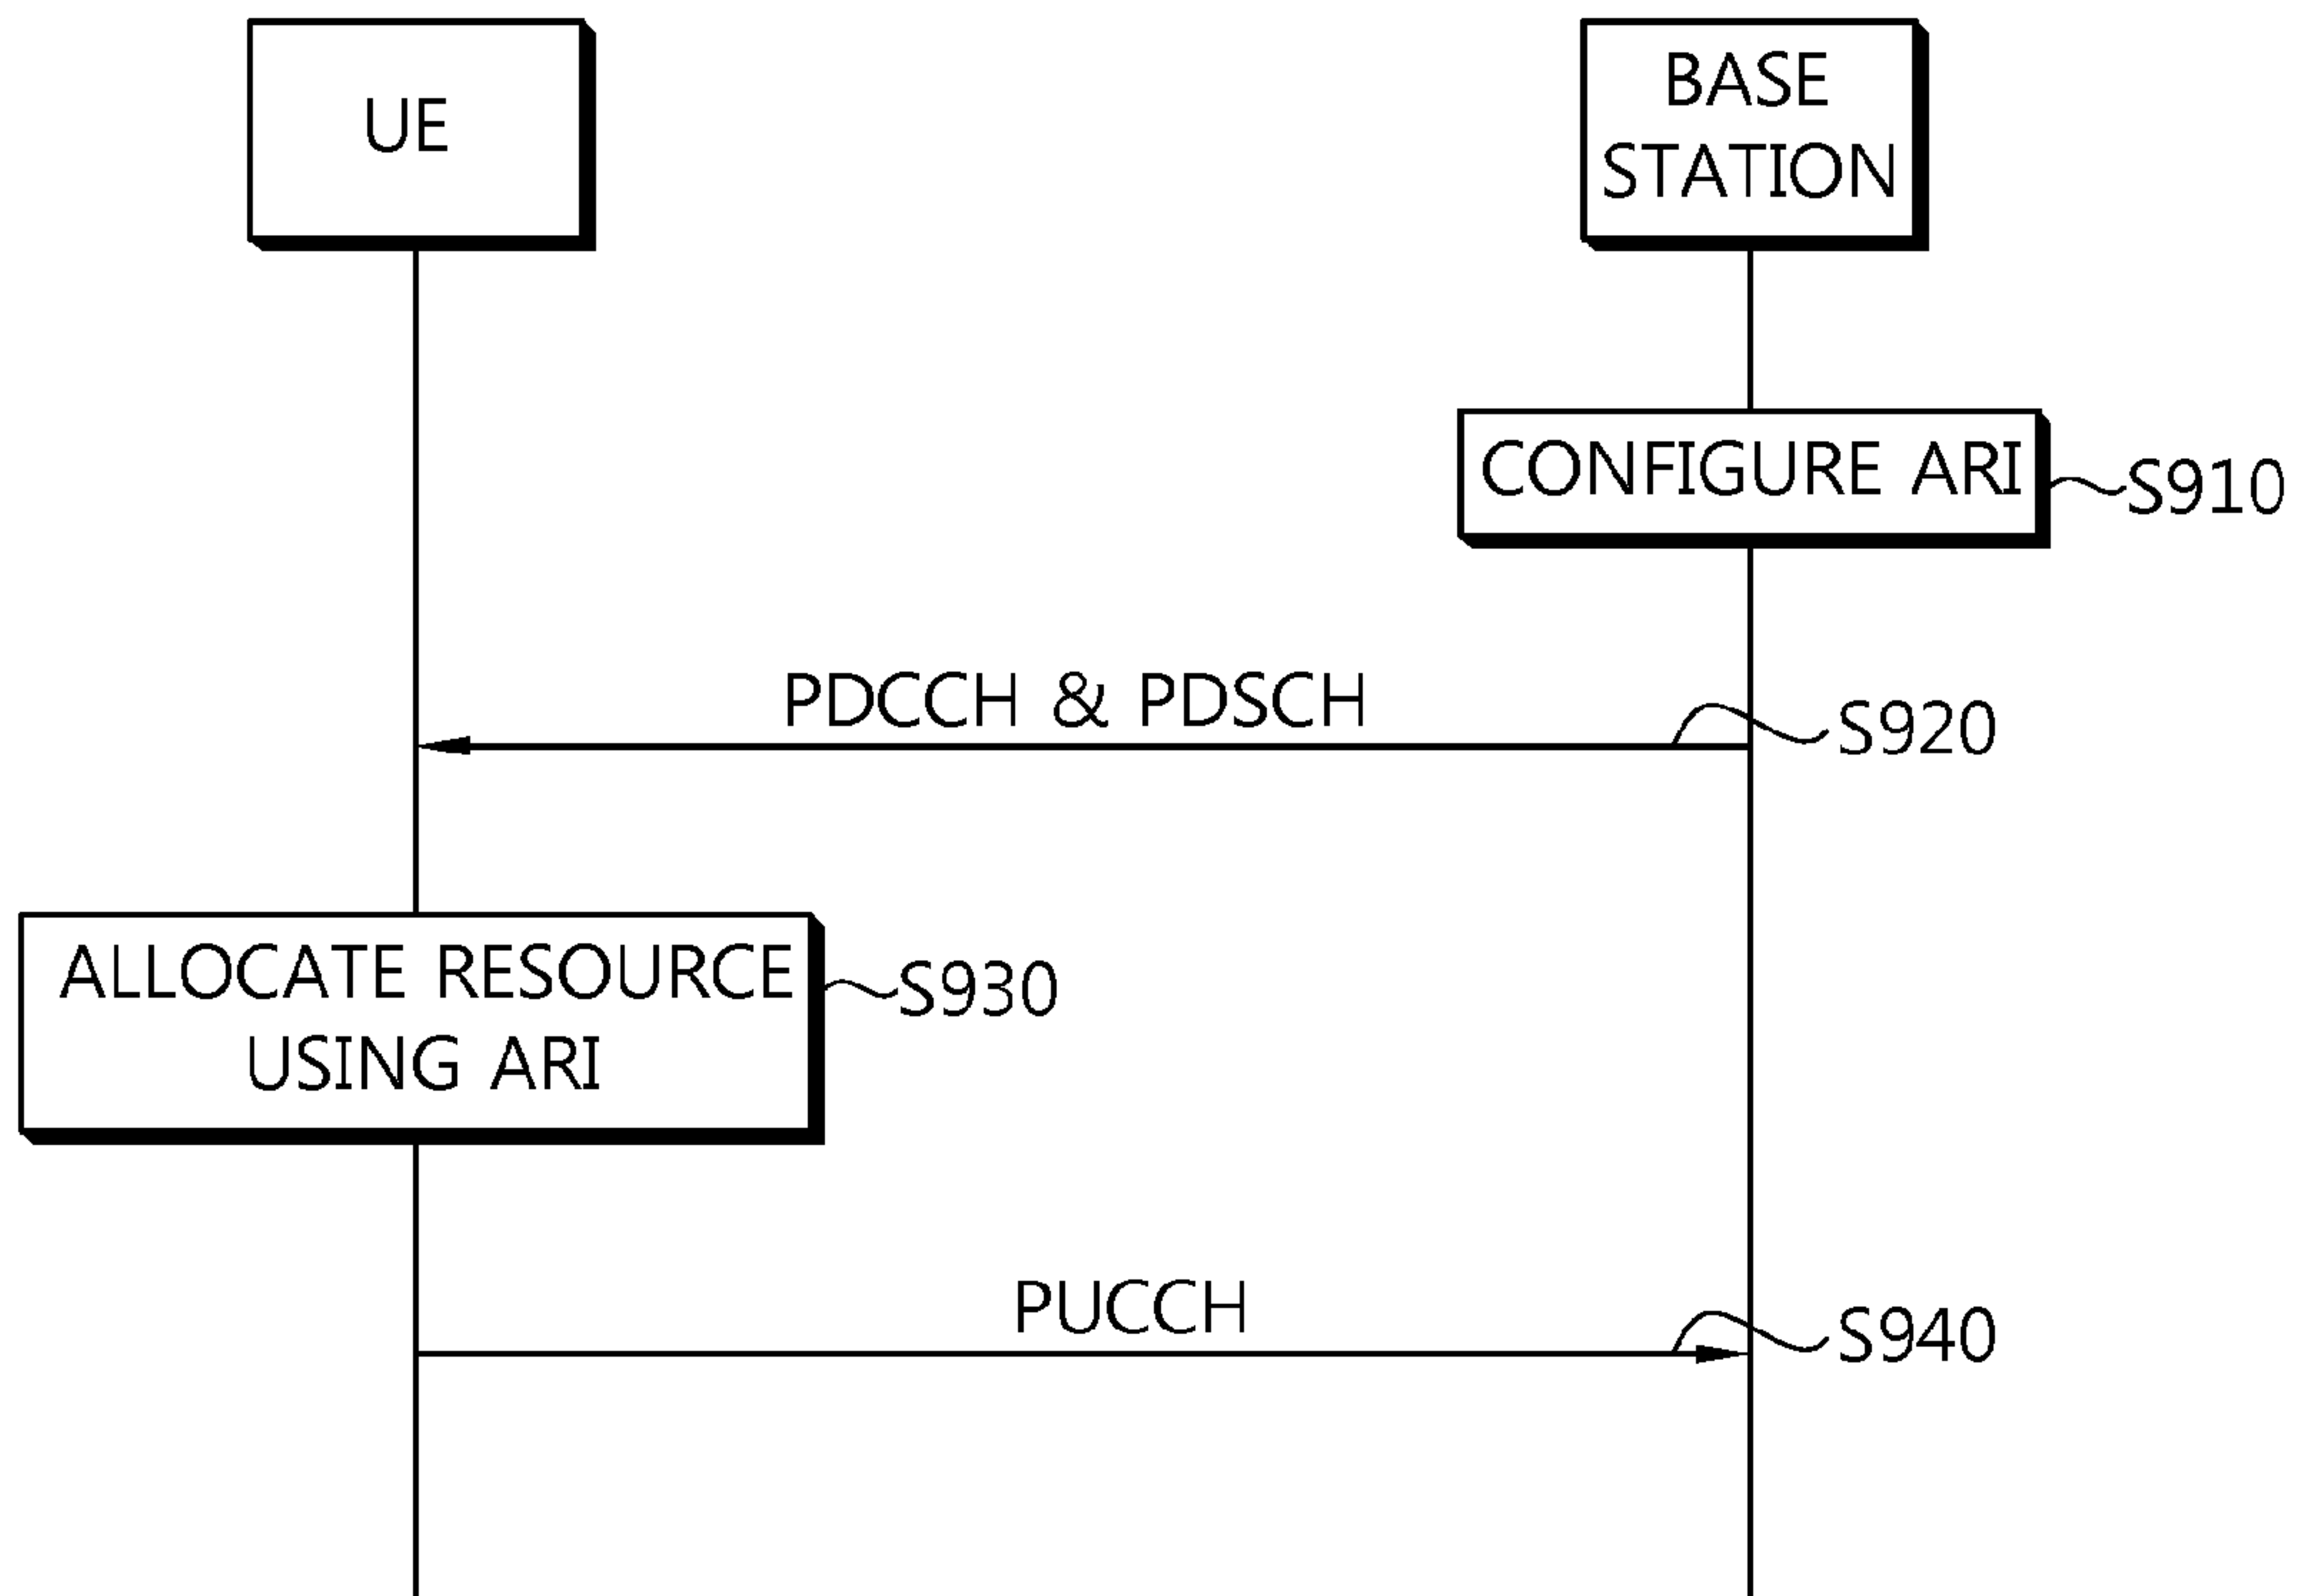 UE
BASE
STATION
CONFIGURE ARI
S910
PDCCH & PDSCH
S920
ALLOCATE RESOURCE
USING ARI
S930
PUCCH
S940